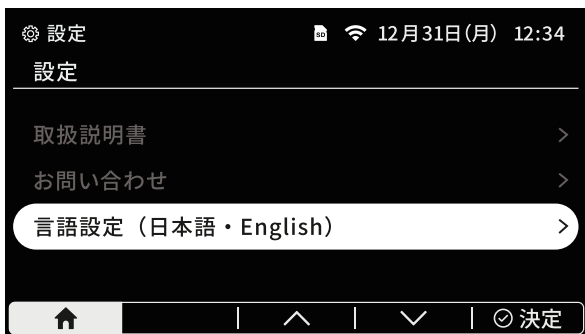 設定 SD 12月31日(月) 12:34
設定
取扱説明書
お問い合わせ
言語設定（日本語・English）
決定